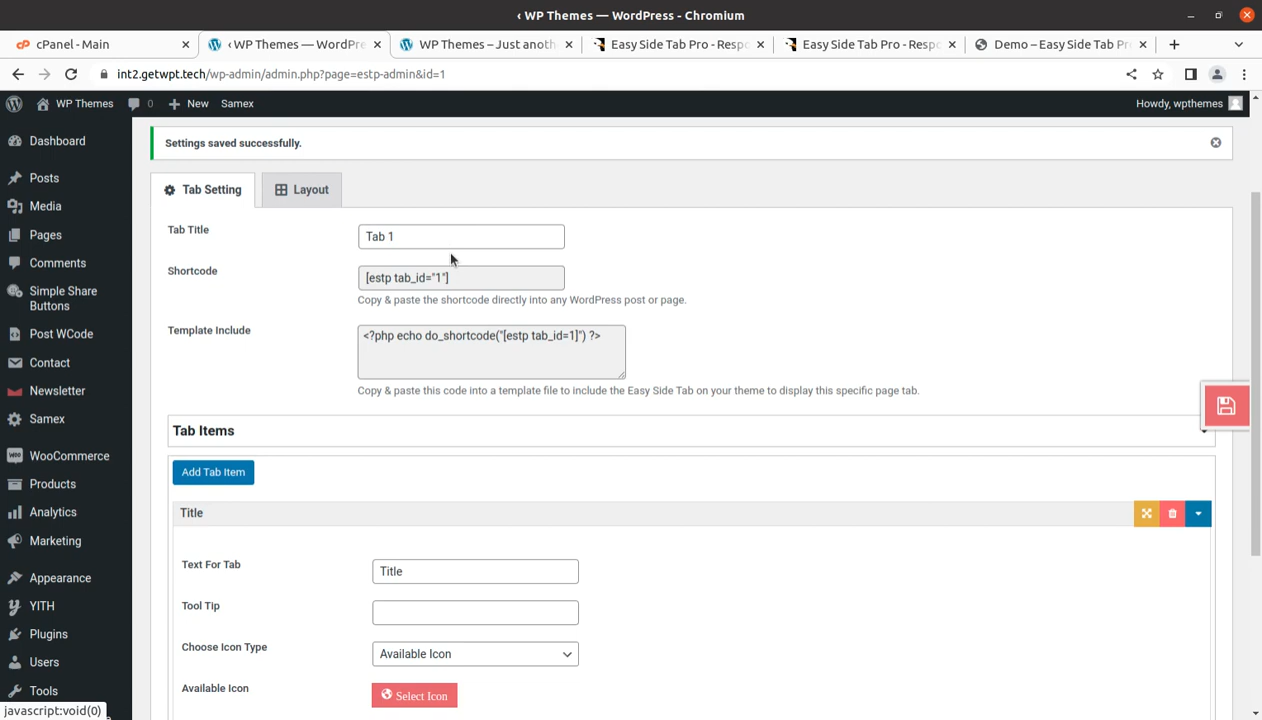 ‹ WP Themes — WordPress - Chromium
cPanel - Main
‹ WP Themes — WordPre
WP Themes – Just anoth
Easy Side Tab Pro - Respo
Easy Side Tab Pro - Respo
Demo – Easy Side Tab Pr
int2.getwpt.tech/wp-admin/admin.php?page=estp-admin&id=1
WP Themes
0
New
Samex
Howdy, wpthemes
Dashboard
Posts
Media
Pages
Comments
Simple Share
Buttons
Post WCode
Contact
Newsletter
Samex
WooCommerce
Products
Analytics
Marketing
Appearance
YITH
Plugins
Users
Tools
javascript:void(0)
Settings saved successfully.
Tab Setting
Layout
Tab Title
Tab 1
Shortcode
[estp tab_id="1"]
Copy & paste the shortcode directly into any WordPress post or page.
Template Include
<?php echo do_shortcode("[estp tab_id=1]") ?>
Copy & paste this code into a template file to include the Easy Side Tab on your theme to display this specific page tab.
Tab Items
Add Tab Item
Title
Text For Tab
Title
Tool Tip
Choose Icon Type
Available Icon
Available Icon
Select Icon